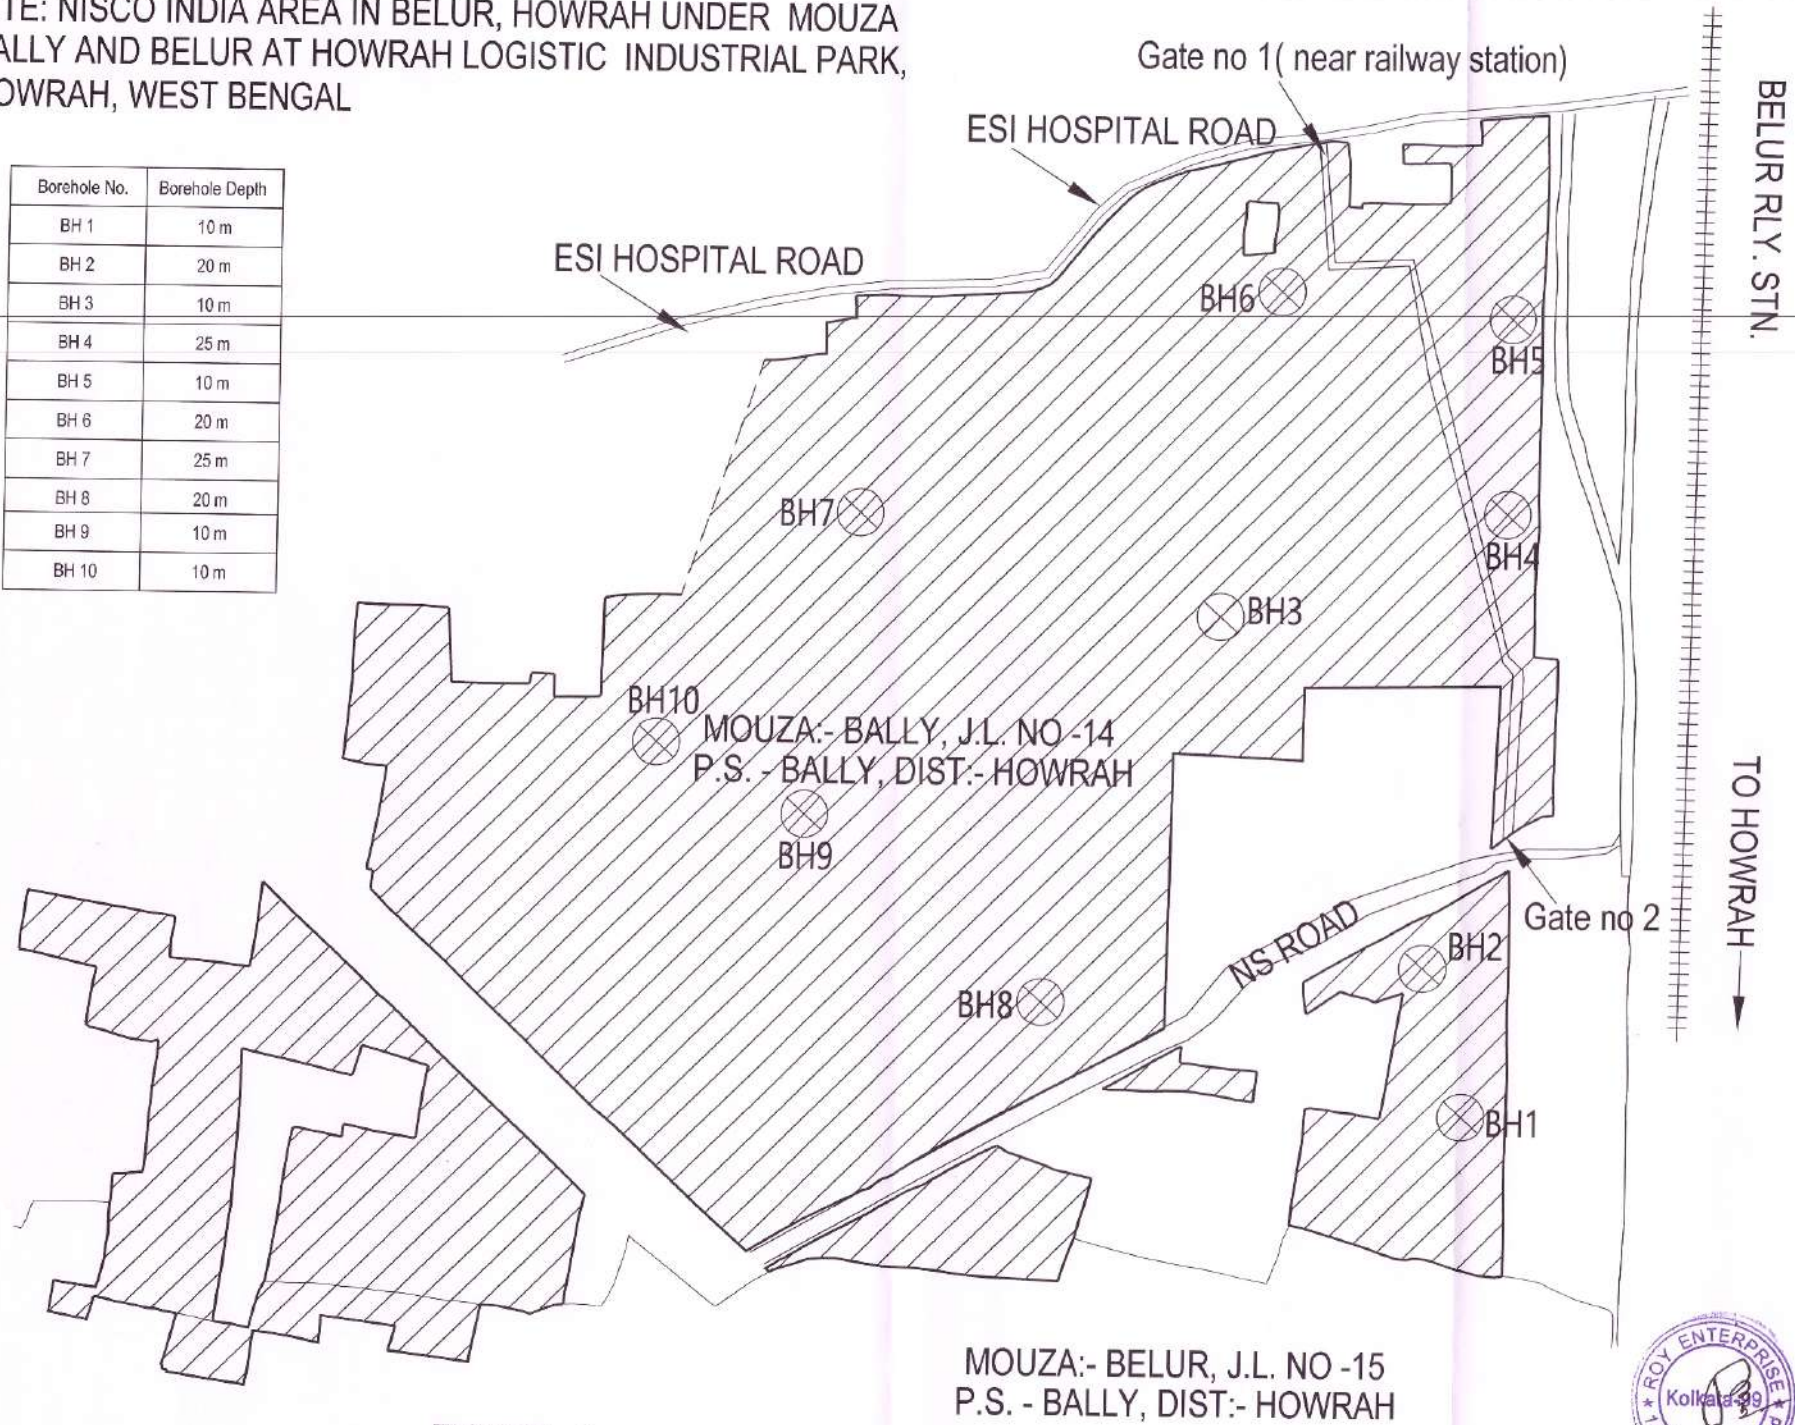 TE: NISCO INDIA AREA IN BELUR, HOWRAH UNDER MOUZA
ALLY AND BELUR AT HOWRAH LOGISTIC INDUSTRIAL PARK,
OWRAH, WEST BENGAL
Gate no 1( near railway station)
ESI HOSPITAL ROAD
ESI HOSPITAL ROAD
BELUR RLY. STN.
Borehole No. Borehole Depth
BH 1 10 m
BH 2 20 m
BH 3 10 m
BH 4 25 m
BH 5 10 m
BH 6 20 m
BH 7 25 m
BH 8 20 m
BH 9 10 m
BH 10 10 m
BH6
BH5
BH7
BH4
BH3
BH10
MOUZA:- BALLY, J.L. NO -14
P.S. - BALLY, DIST:- HOWRAH
BH9
TO HOWRAH
Gate no 2
NS ROAD
BH2
BH8
BH1
MOUZA:- BELUR, J.L. NO -15
P.S. - BALLY, DIST:- HOWRAH
ROY ENTERPRISE
Kolkata-99